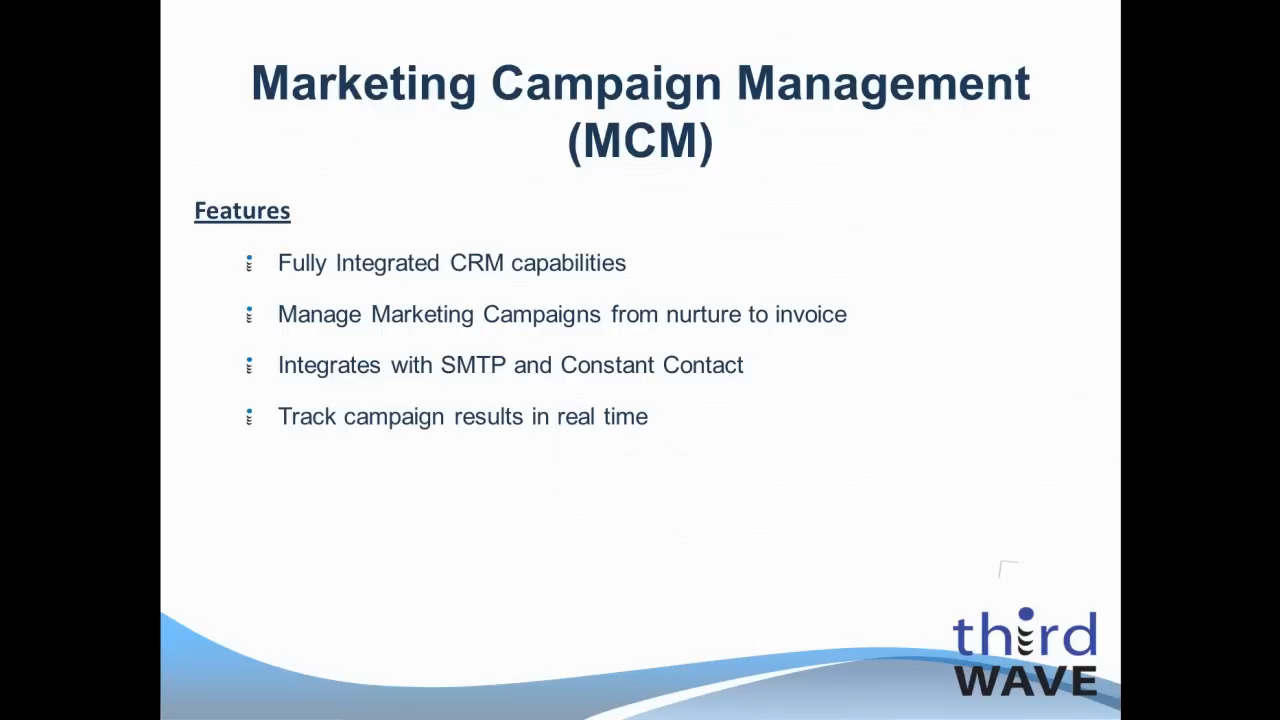 Marketing Campaign Management
(MCM)
Features
Fully Integrated CRM capabilities
Manage Marketing Campaigns from nurture to invoice
Integrates with SMTP and Constant Contact
Track campaign results in real time
third
WAVE